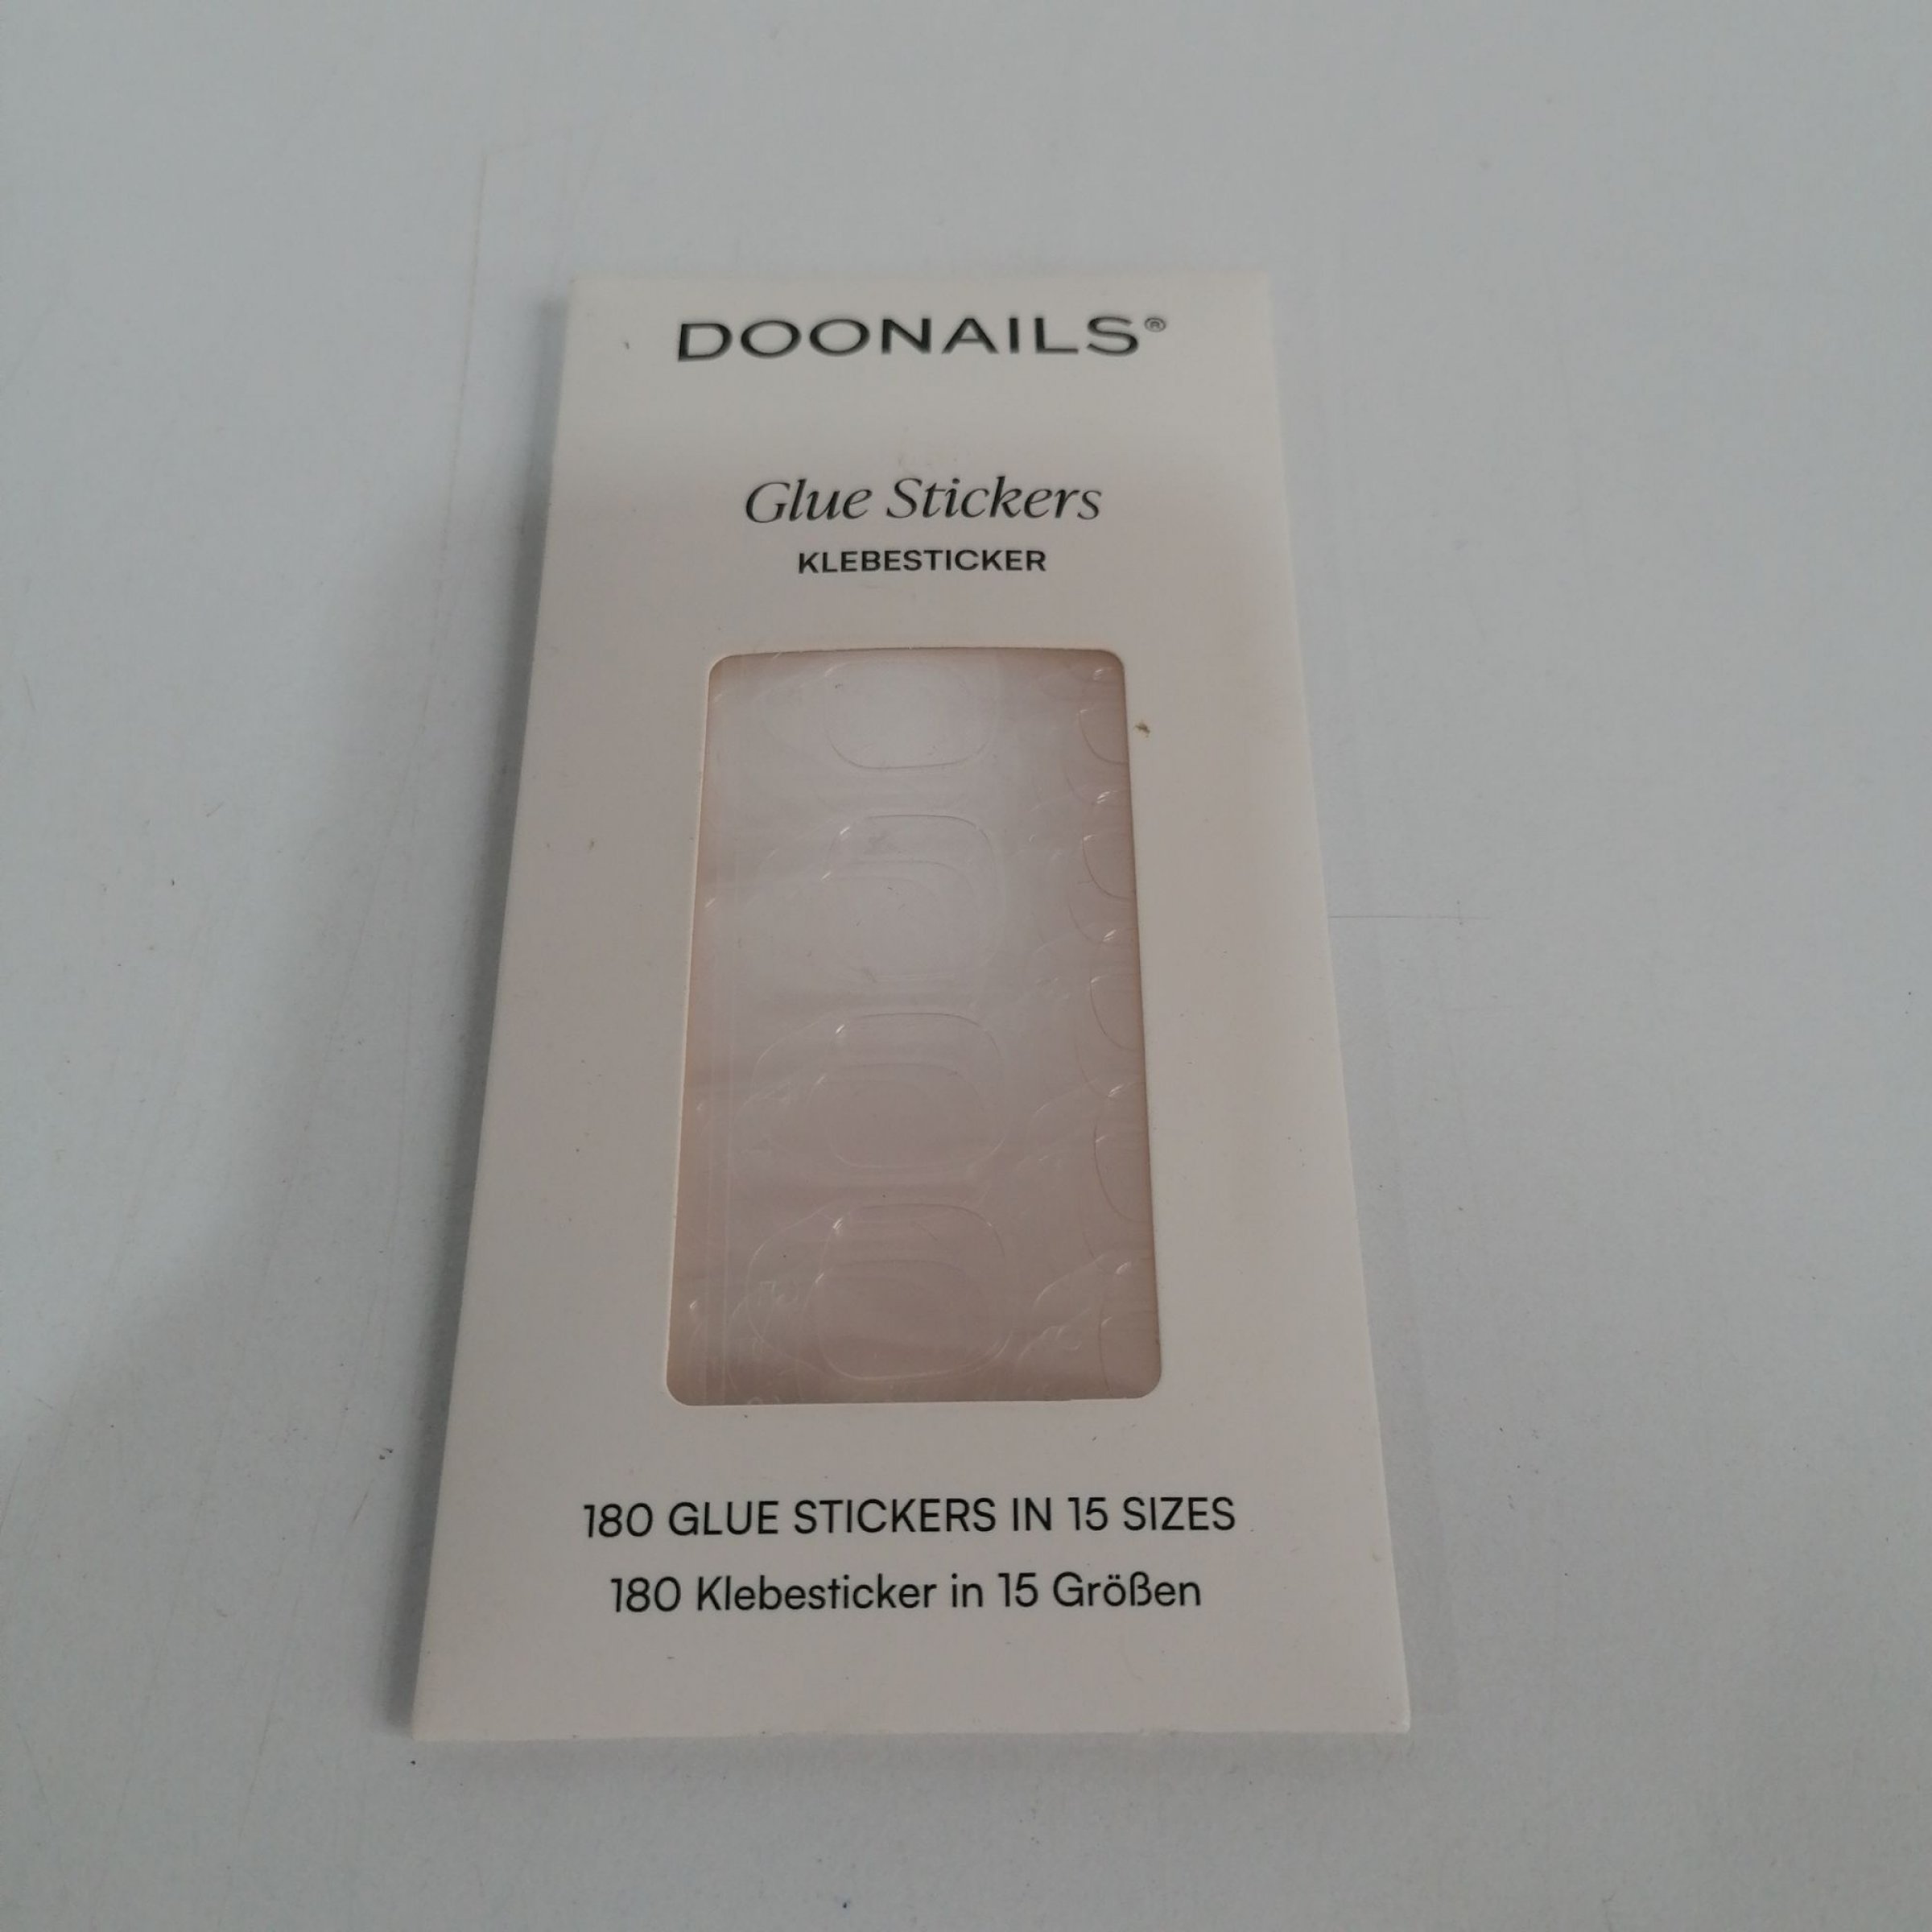 DOONAILS®
Glue Stickers
KLEBESTICKER
180 GLUE STICKERS IN 15 SIZES
180 Klebesticker in 15 Größen